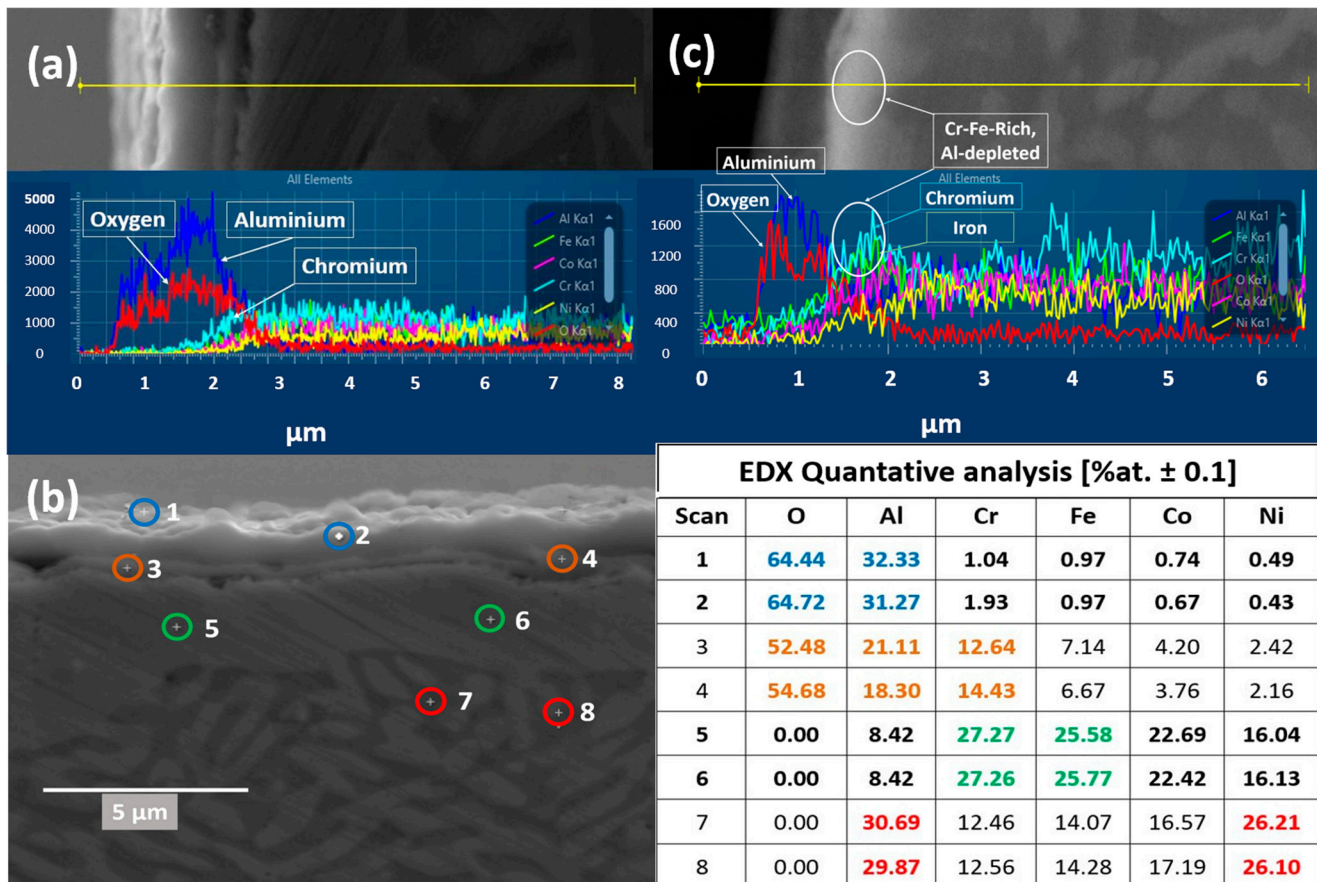 (a)
All Elements
5000
4000
3000
2000
1000
0
Oxygen
Aluminium
Chromium
Al Kα1
Fe Kα1
Co Kα1
Cr Kα1
Ni Kα1
O Kα1
0 1 2 3 4 5 6 7 8
µm
(c)
Cr-Fe-Rich,
Al-depleted
Aluminium
Oxygen
All Elements
Chromium
Iron
1600
1200
800
400
0
Al Kα1
Fe Kα1
Cr Kα1
O Kα1
Co Kα1
Ni Kα1
0 1 2 3 4 5 6
µm
(b)
1
2
3
4
5
6
7
8
5 µm
EDX Quantative analysis [%at. ± 0.1]
Scan O Al Cr Fe Co Ni
1 64.44 32.33 1.04 0.97 0.74 0.49
2 64.72 31.27 1.93 0.97 0.67 0.43
3 52.48 21.11 12.64 7.14 4.20 2.42
4 54.68 18.30 14.43 6.67 3.76 2.16
5 0.00 8.42 27.27 25.58 22.69 16.04
6 0.00 8.42 27.26 25.77 22.42 16.13
7 0.00 30.69 12.46 14.07 16.57 26.21
8 0.00 29.87 12.56 14.28 17.19 26.10